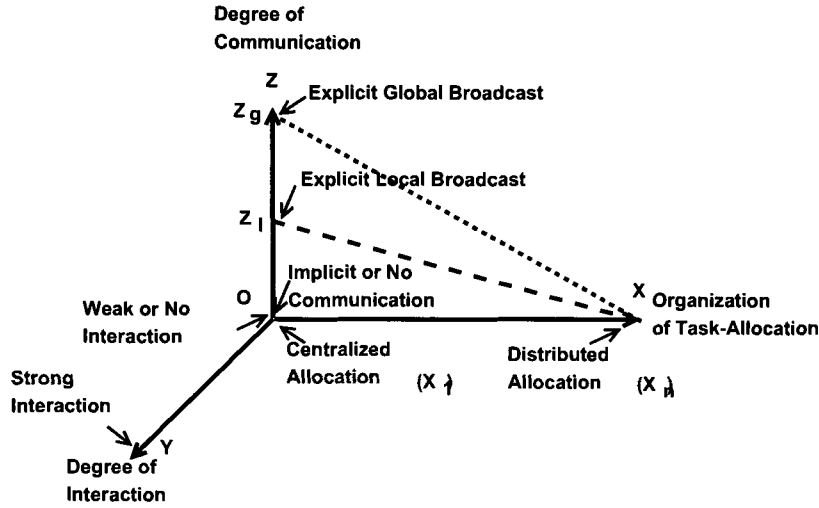 Degree of
Communication
Z
Explicit Global Broadcast
Z g
Explicit Local Broadcast
Z l
Implicit or No
Communication
O
X
Organization
of Task-Allocation
Weak or No
Interaction
Centralized
Allocation
(X 1)
Distributed
Allocation
(X n)
Strong
Interaction
Y
Degree of
Interaction